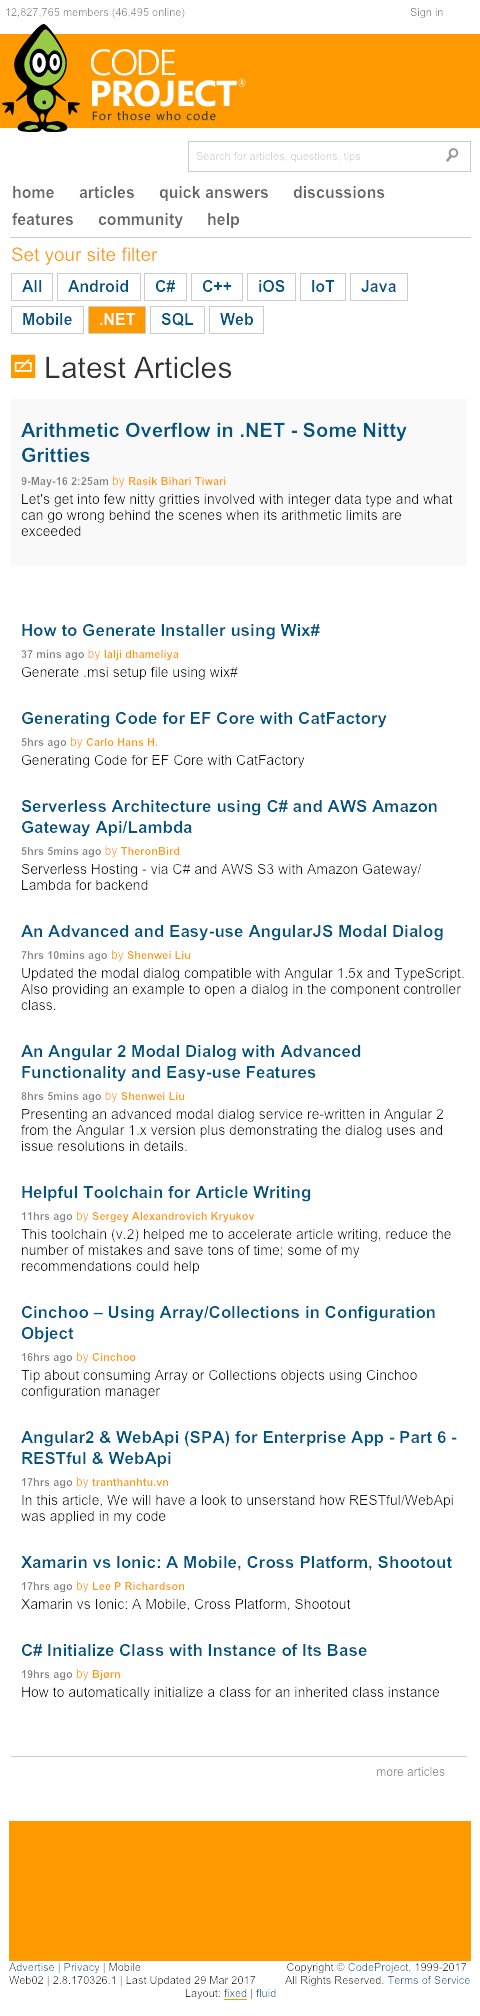 12,827,765 members (46,495 online)
Sign in
CODE
PROJECT®
For those who code
Search for articles, questions, tips
home articles quick answers discussions
features community help
Set your site filter
All Android C# C++ iOS IoT Java
Mobile .NET SQL Web
Latest Articles
Arithmetic Overflow in .NET - Some Nitty
Gritties
9-May-16 2:25am by Rasik Bihari Tiwari
Let's get into few nitty gritties involved with integer data type and what
can go wrong behind the scenes when its arithmetic limits are
exceeded
How to Generate Installer using Wix#
37 mins ago by lalji dhameliya
Generate .msi setup file using wix#
Generating Code for EF Core with CatFactory
5hrs ago by Carlo Hans H.
Generating Code for EF Core with CatFactory
Serverless Architecture using C# and AWS Amazon
Gateway Api/Lambda
5hrs 5mins ago by TheronBird
Serverless Hosting - via C# and AWS S3 with Amazon Gateway/
Lambda for backend
An Advanced and Easy-use AngularJS Modal Dialog
7hrs 10mins ago by Shenwei Liu
Updated the modal dialog compatible with Angular 1.5x and TypeScript.
Also providing an example to open a dialog in the component controller
class.
An Angular 2 Modal Dialog with Advanced
Functionality and Easy-use Features
8hrs 5mins ago by Shenwei Liu
Presenting an advanced modal dialog service re-written in Angular 2
from the Angular 1.x version plus demonstrating the dialog uses and
issue resolutions in details.
Helpful Toolchain for Article Writing
11hrs ago by Sergey Alexandrovich Kryukov
This toolchain (v.2) helped me to accelerate article writing, reduce the
number of mistakes and save tons of time; some of my
recommendations could help
Cinchoo – Using Array/Collections in Configuration
Object
16hrs ago by Cinchoo
Tip about consuming Array or Collections objects using Cinchoo
configuration manager
Angular2 & WebApi (SPA) for Enterprise App - Part 6 -
RESTful & WebApi
17hrs ago by tranthanhtu.vn
In this article, We will have a look to unserstand how RESTful/WebApi
was applied in my code
Xamarin vs Ionic: A Mobile, Cross Platform, Shootout
17hrs ago by Lee P Richardson
Xamarin vs Ionic: A Mobile, Cross Platform, Shootout
C# Initialize Class with Instance of Its Base
19hrs ago by Bjørn
How to automatically initialize a class for an inherited class instance
more articles
Advertise | Privacy | Mobile
Web02 | 2.8.170326.1 | Last Updated 29 Mar 2017
Copyright © CodeProject, 1999-2017
All Rights Reserved. Terms of Service
Layout: fixed | fluid